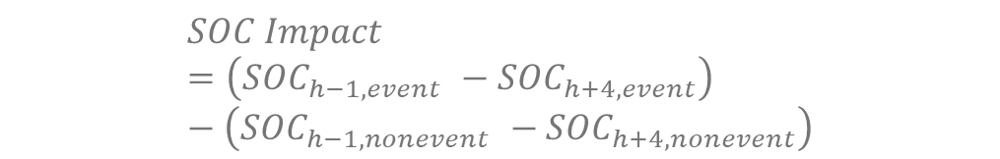 SOC Impact
= (SOC_{h−1,event} − SOC_{h+4,event})
− (SOC_{h−1,nonevent} − SOC_{h+4,nonevent})